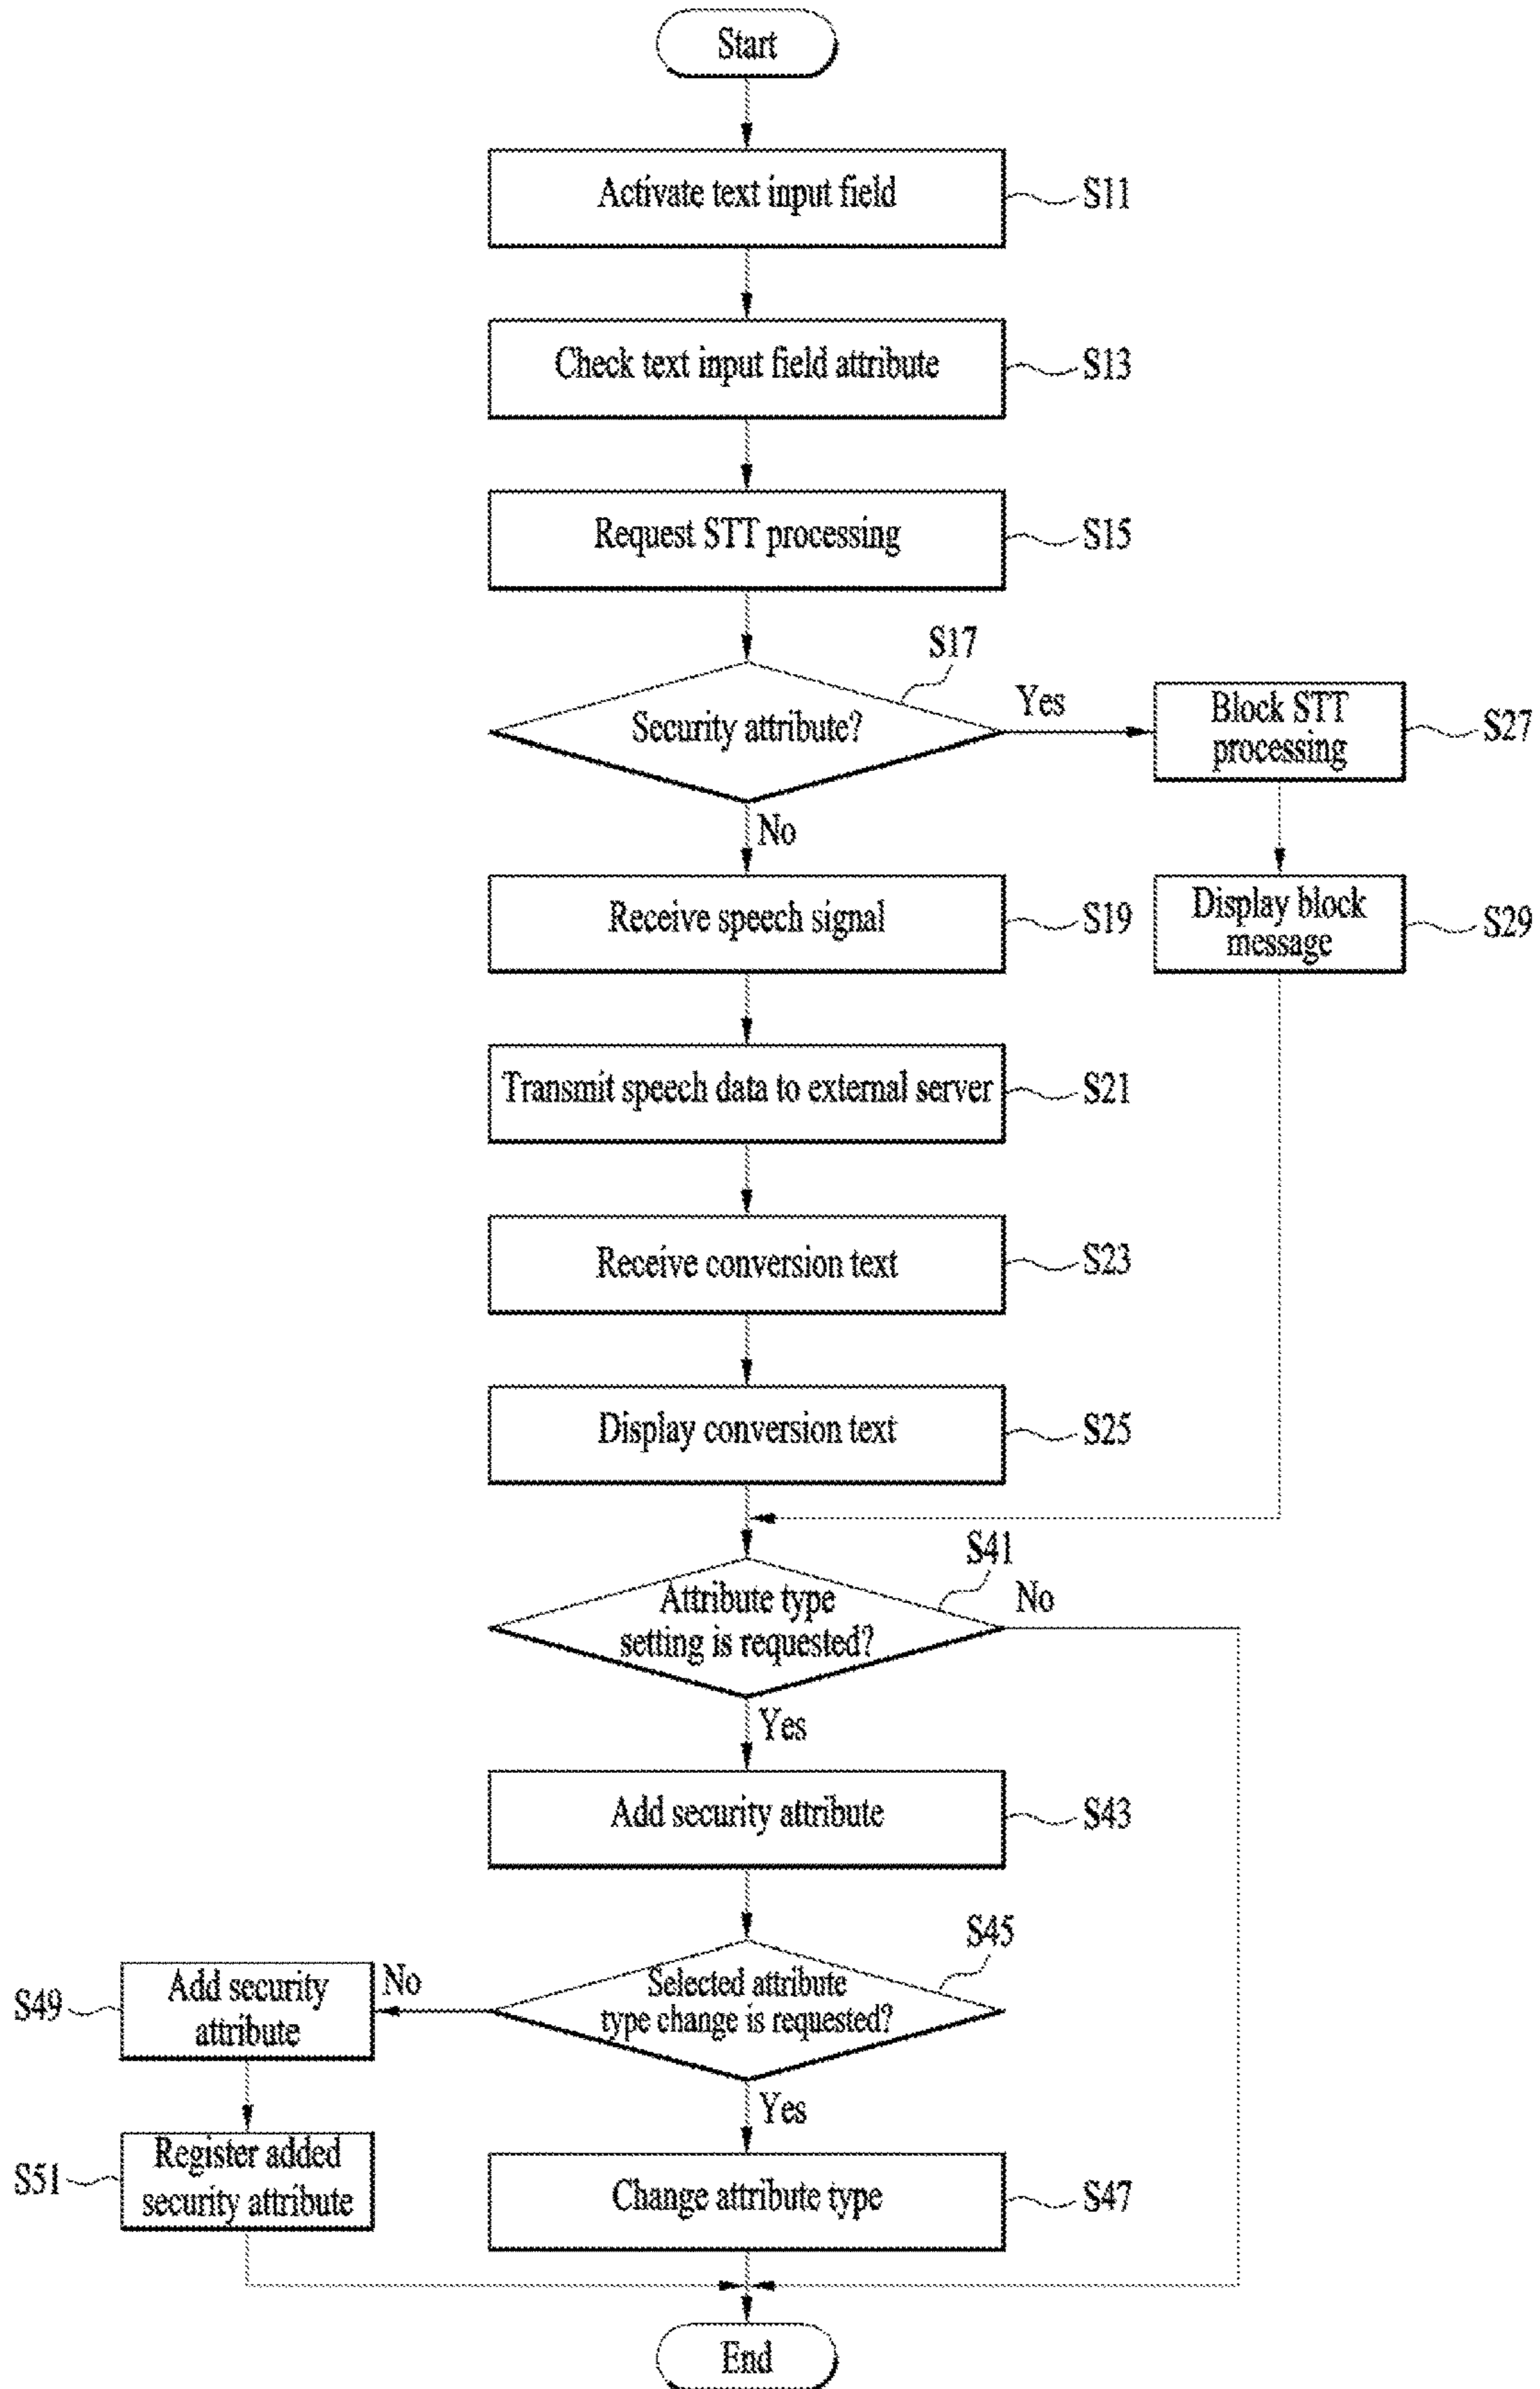 Start
Activate text input field
S11
Check text input field attribute
S13
Request STT processing
S15
S17
Security attribute?
Yes
Block STT
processing
S27
No
Receive speech signal
S19
Display block
message
S29
Transmit speech data to external server
S21
Receive conversion text
S23
Display conversion text
S25
S41
Attribute type
setting is requested?
No
Yes
Add security attribute
S43
S45
Selected attribute
type change is requested?
No
S49
Add security
attribute
Yes
S51
Register added
security attribute
Change attribute type
S47
End